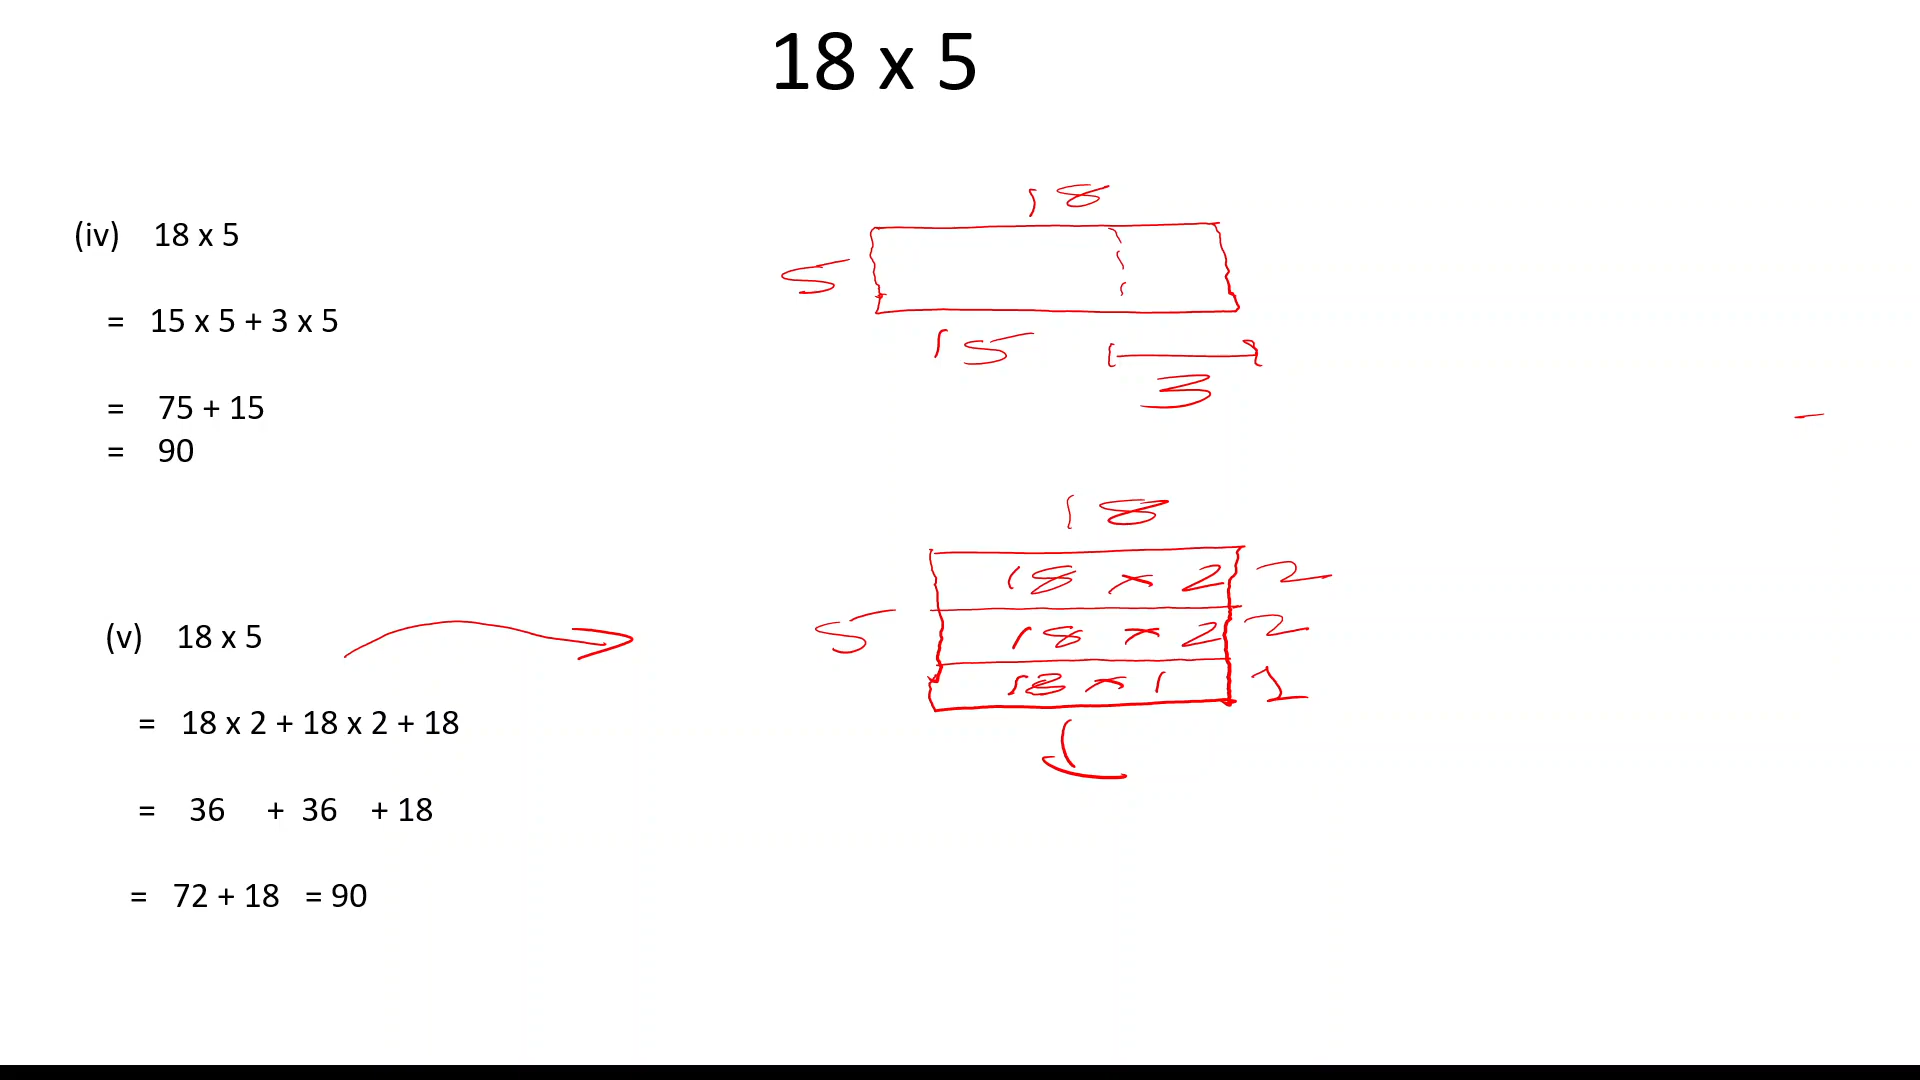 18 x 5
(iv) 18 x 5
= 15 x 5 + 3 x 5
= 75 + 15
= 90
18
5
15
3
(v) 18 x 5
= 18 x 2 + 18 x 2 + 18
= 36 + 36 + 18
= 72 + 18 = 90
18
5
18 x 2 2
18 x 2 2
18 x 1 1